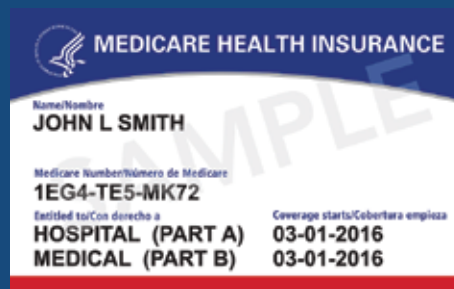 MEDICARE HEALTH INSURANCE
Name/Nombre
JOHN L SMITH
Medicare Number/Número de Medicare
1EG4-TE5-MK72
Entitled to/Con derecho a Coverage starts/Cobertura empieza
HOSPITAL (PART A) 03-01-2016
MEDICAL (PART B) 03-01-2016
SAMPLE